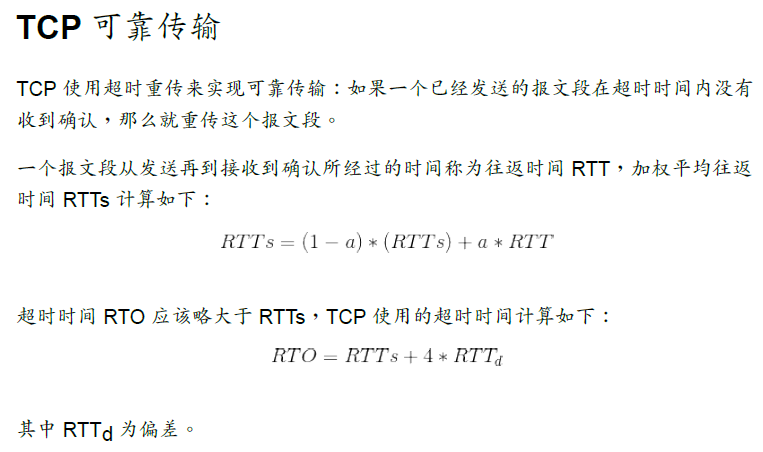 TCP 可靠传输
TCP 使用超时重传来实现可靠传输：如果一个已经发送的报文段在超时时间内没有
收到确认，那么就重传这个报文段。
一个报文段从发送再到接收到确认所经过的时间称为往返时间 RTT，加权平均往返
时间 RTTs 计算如下：
RTTs = (1 − a) ∗ (RTTs) + a ∗ RTT
超时时间 RTO 应该略大于 RTTs，TCP 使用的超时时间计算如下：
RTO = RTTs + 4 ∗ RTT_d
其中 RTTd 为偏差。